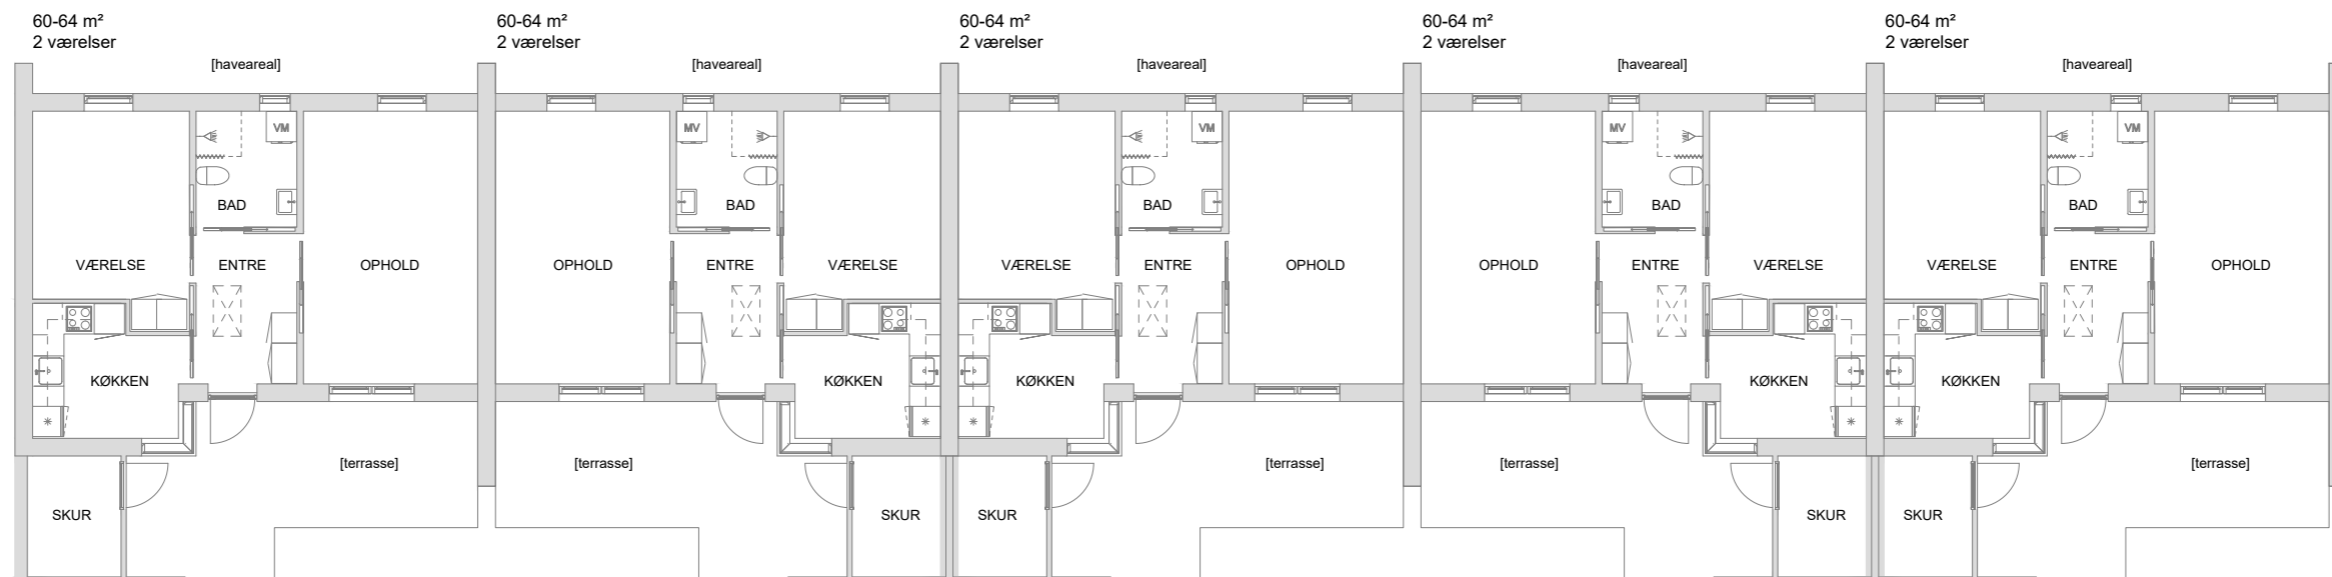 60-64 m²
2 værelser
60-64 m²
2 værelser
60-64 m²
2 værelser
60-64 m²
2 værelser
60-64 m²
2 værelser
[haveareal]
[haveareal]
[haveareal]
[haveareal]
[haveareal]
VM
MV
VM
MV
VM
BAD
BAD
BAD
BAD
BAD
VÆRELSE
ENTRE
OPHOLD
OPHOLD
ENTRE
VÆRELSE
VÆRELSE
ENTRE
OPHOLD
OPHOLD
ENTRE
VÆRELSE
VÆRELSE
ENTRE
OPHOLD
KØKKEN
KØKKEN
KØKKEN
KØKKEN
KØKKEN
[terrasse]
[terrasse]
[terrasse]
[terrasse]
[terrasse]
SKUR
SKUR
SKUR
SKUR
SKUR